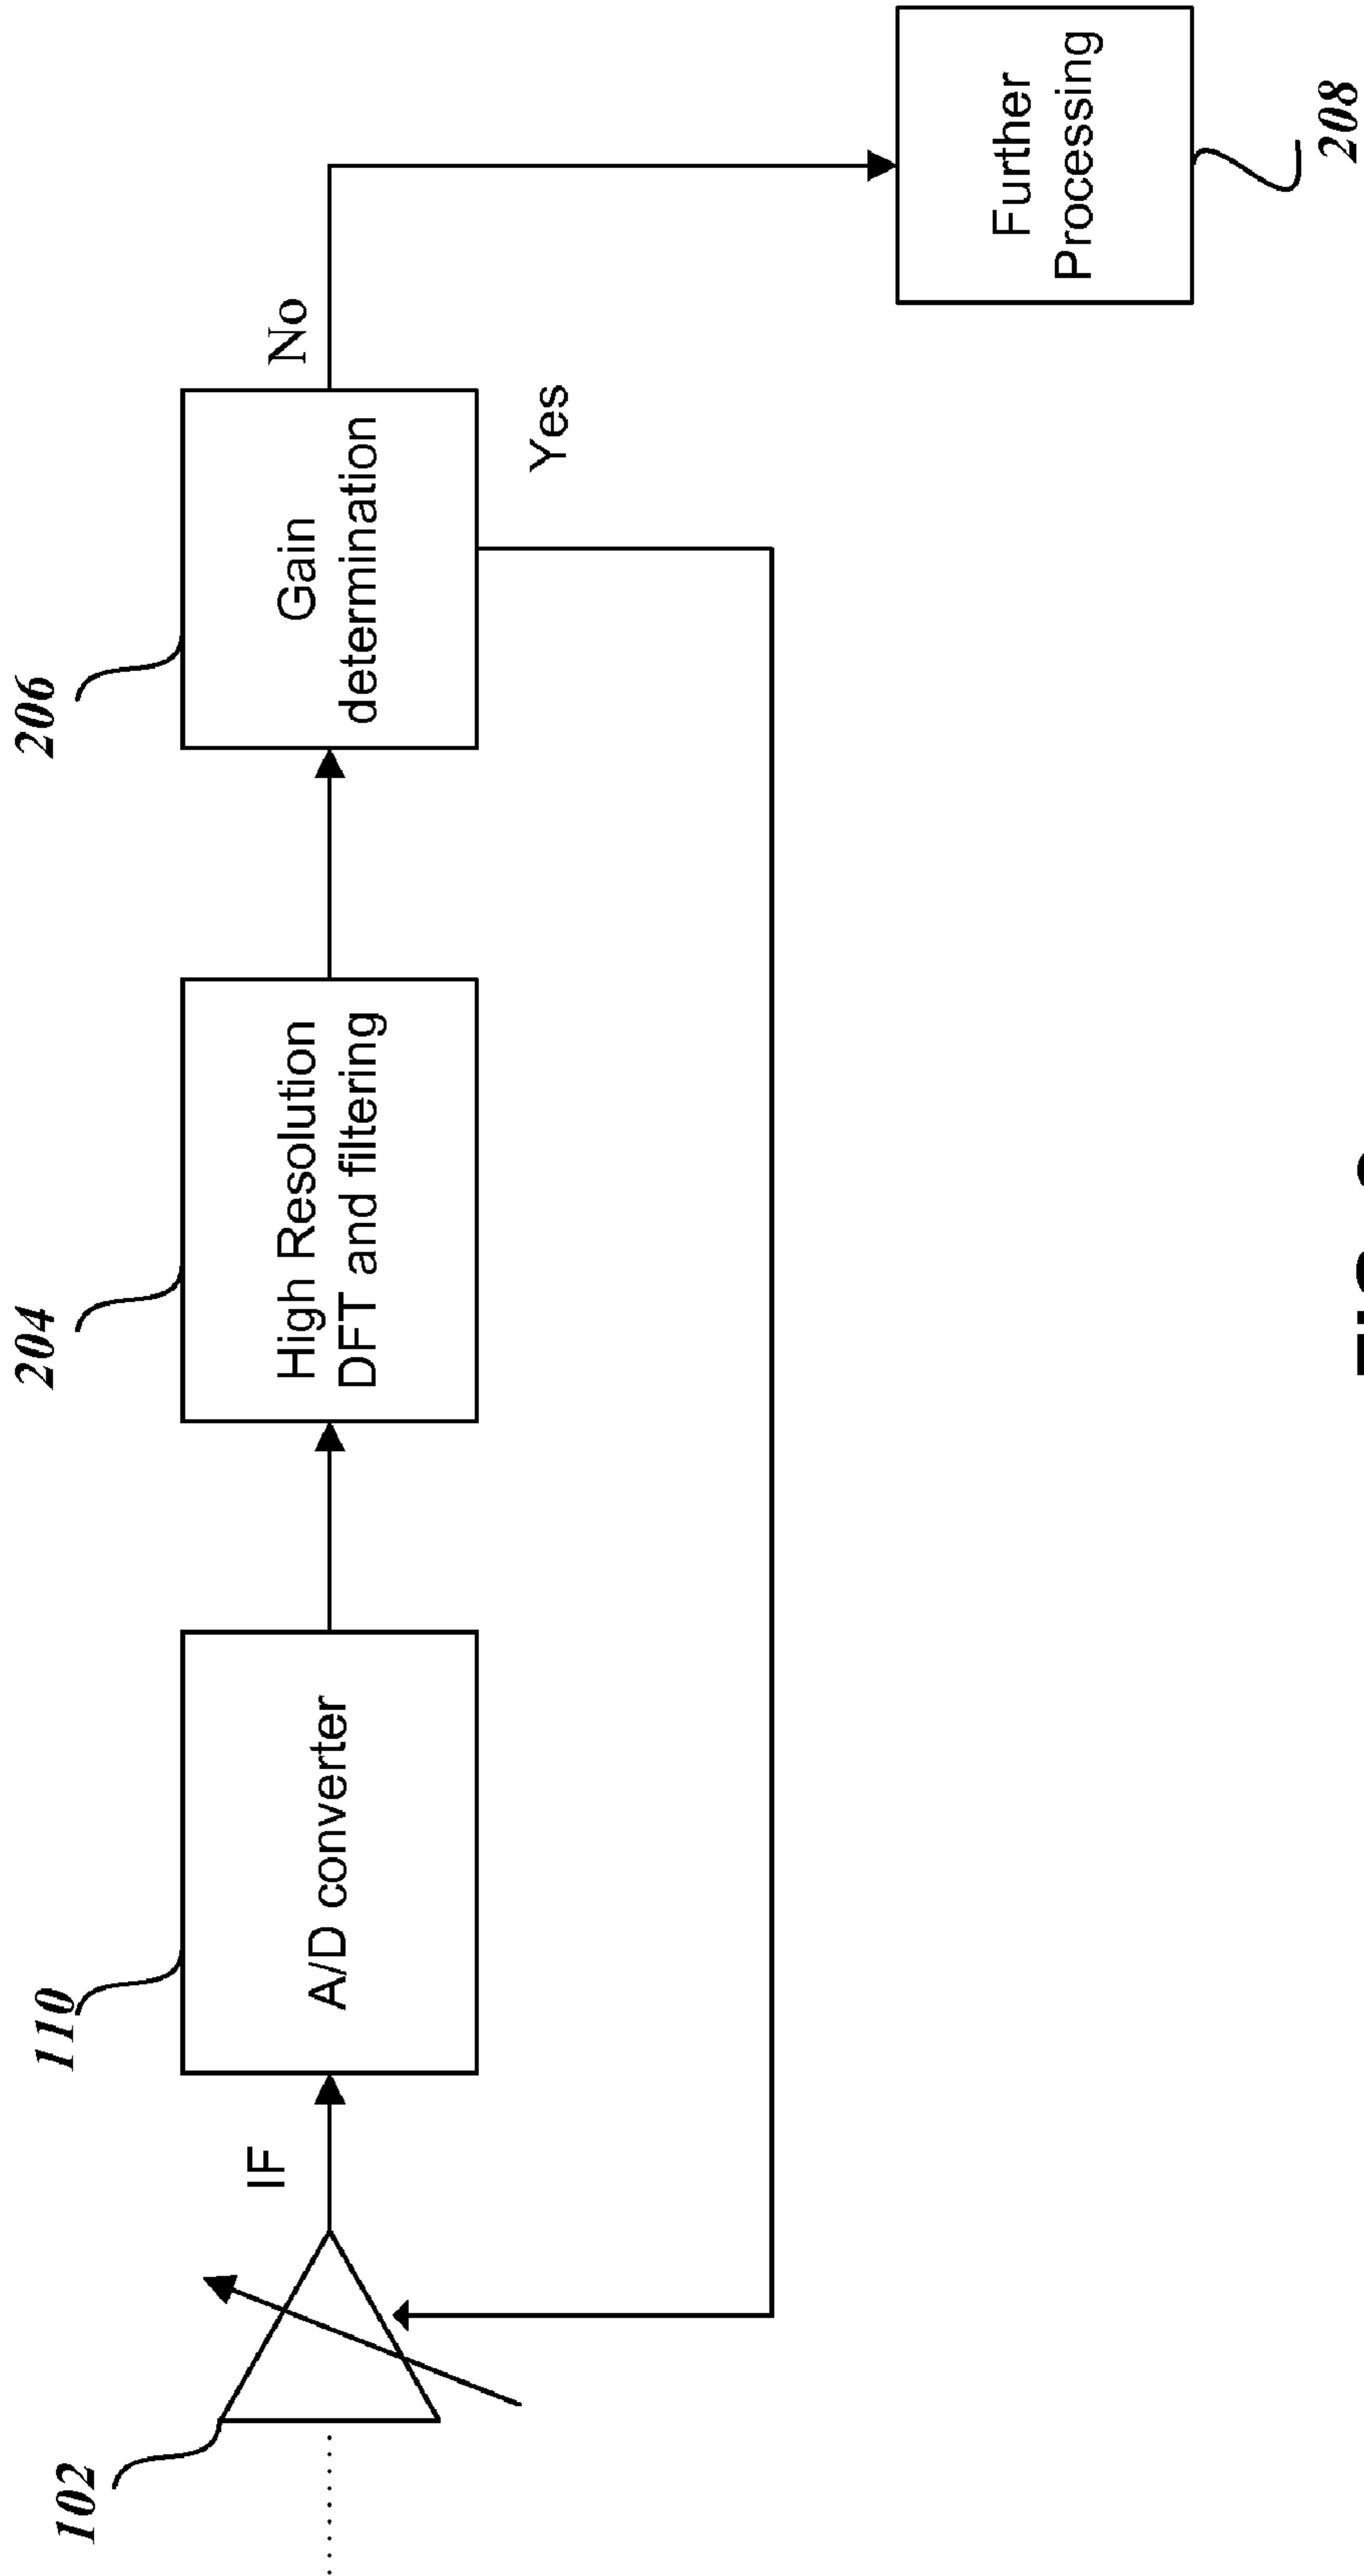 102
IF
110
A/D converter
204
High Resolution
DFT and filtering
206
Gain
determination
No
Yes
Further
Processing
208